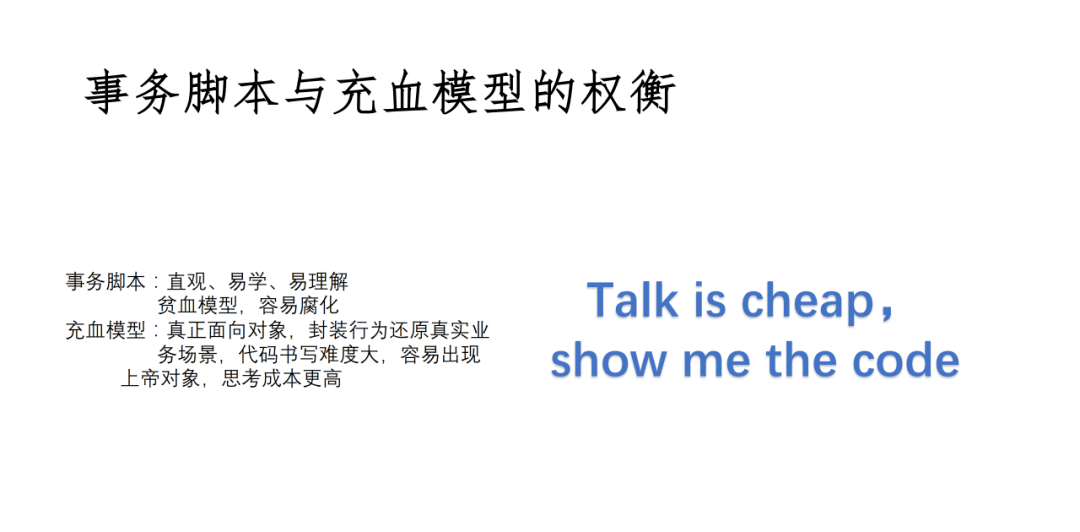 事务脚本与充血模型的权衡
事务脚本：直观、易学、易理解
贫血模型，容易腐化
充血模型：真正面向对象，封装行为还原真实业
务场景，代码书写难度大，容易出现
上帝对象，思考成本更高
Talk is cheap，
show me the code